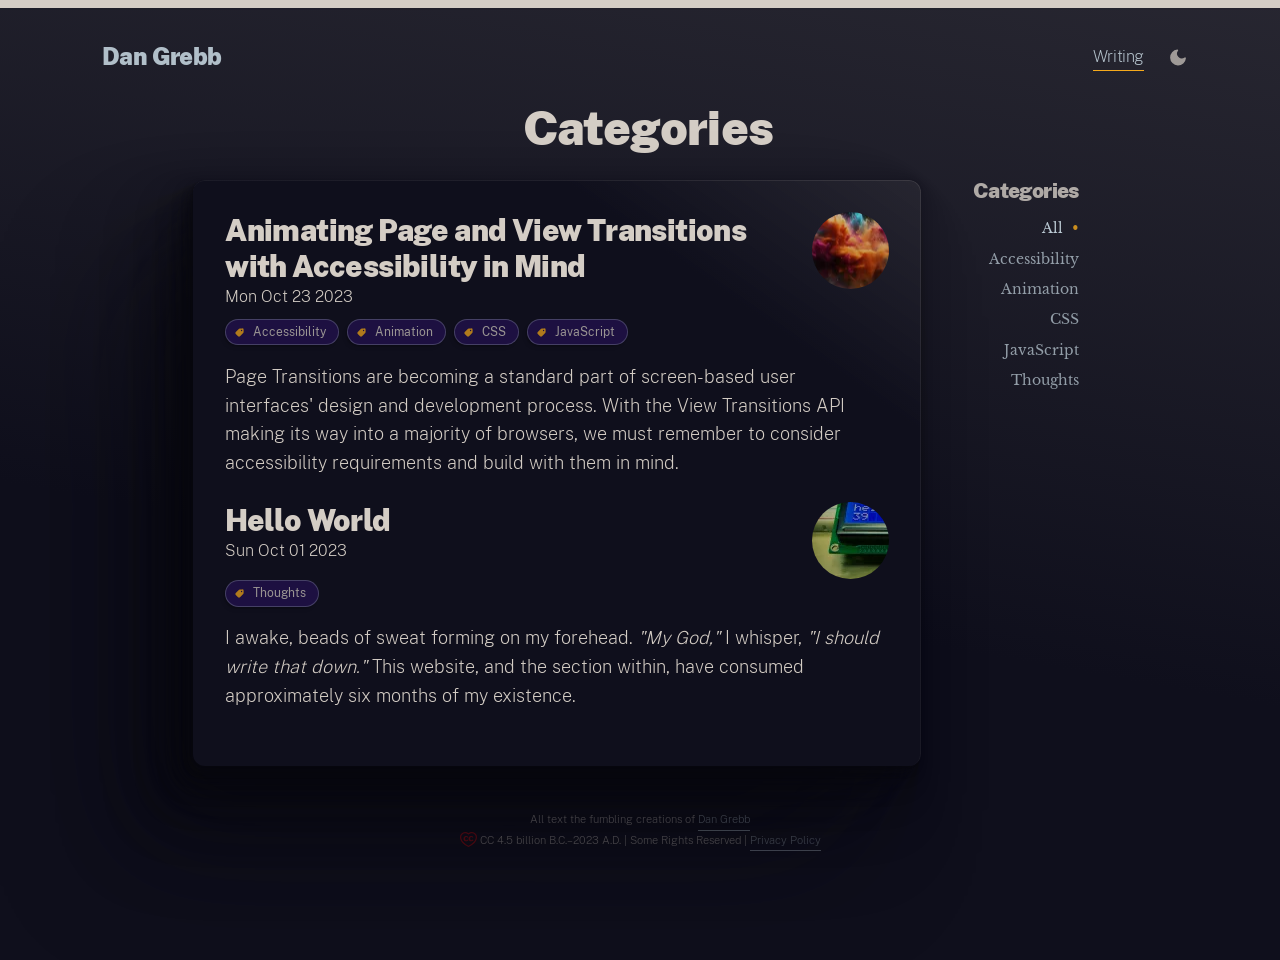 Dan Grebb
Writing
Categories
Animating Page and View Transitions
with Accessibility in Mind
Mon Oct 23 2023
Accessibility
Animation
CSS
JavaScript
Page Transitions are becoming a standard part of screen-based user
interfaces' design and development process. With the View Transitions API
making its way into a majority of browsers, we must remember to consider
accessibility requirements and build with them in mind.
Hello World
Sun Oct 01 2023
Thoughts
I awake, beads of sweat forming on my forehead. "My God," I whisper, "I should
write that down." This website, and the section within, have consumed
approximately six months of my existence.
Categories
All •
Accessibility
Animation
CSS
JavaScript
Thoughts
All text the fumbling creations of Dan Grebb
CC 4.5 billion B.C.–2023 A.D. | Some Rights Reserved | Privacy Policy